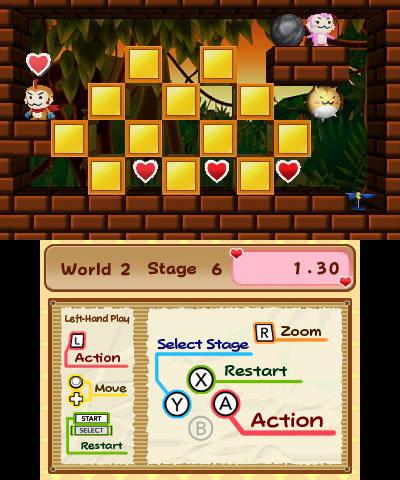 World 2 Stage 6 1.30
Left-Hand Play
L
Action
Move
START
SELECT
Restart
R Zoom
Select Stage
X Restart
Y
A Action
B